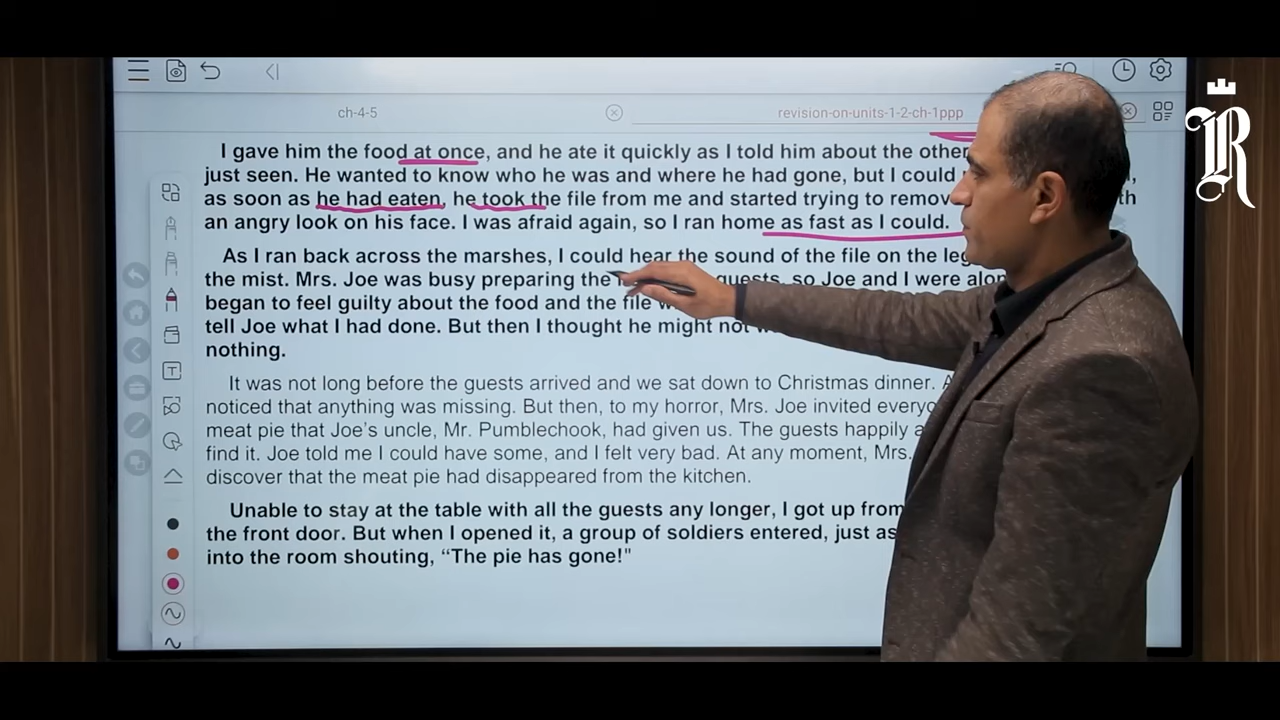 ch-4-5
revision-on-units-1-2-ch-1ppp
I gave him the food at once, and he ate it quickly as I told him about the other
just seen. He wanted to know who he was and where he had gone, but I could
as soon as he had eaten, he took the file from me and started trying to remov th
an angry look on his face. I was afraid again, so I ran home as fast as I could.
As I ran back across the marshes, I could hear the sound of the file on the leg
the mist. Mrs. Joe was busy preparing the guests, so Joe and I were alon
began to feel guilty about the food and the file
tell Joe what I had done. But then I thought he might not
nothing.
It was not long before the guests arrived and we sat down to Christmas dinner.
noticed that anything was missing. But then, to my horror, Mrs. Joe invited everyo
meat pie that Joe's uncle, Mr. Pumblechook, had given us. The guests happily a
find it. Joe told me I could have some, and I felt very bad. At any moment, Mrs.
discover that the meat pie had disappeared from the kitchen.
Unable to stay at the table with all the guests any longer, I got up from
the front door. But when I opened it, a group of soldiers entered, just as
into the room shouting, “The pie has gone!"